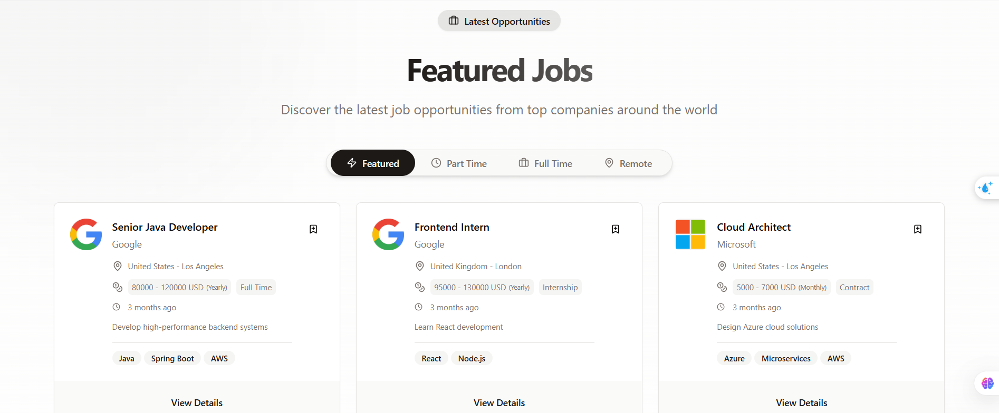 Latest Opportunities
Featured Jobs
Discover the latest job opportunities from top companies around the world
Featured
Part Time
Full Time
Remote
Senior Java Developer
Google
United States - Los Angeles
80000 - 120000 USD (Yearly)
Full Time
3 months ago
Develop high-performance backend systems
Java
Spring Boot
AWS
View Details
Frontend Intern
Google
United Kingdom - London
95000 - 130000 USD (Yearly)
Internship
3 months ago
Learn React development
React
Node.js
View Details
Cloud Architect
Microsoft
United States - Los Angeles
5000 - 7000 USD (Monthly)
Contract
3 months ago
Design Azure cloud solutions
Azure
Microservices
AWS
View Details